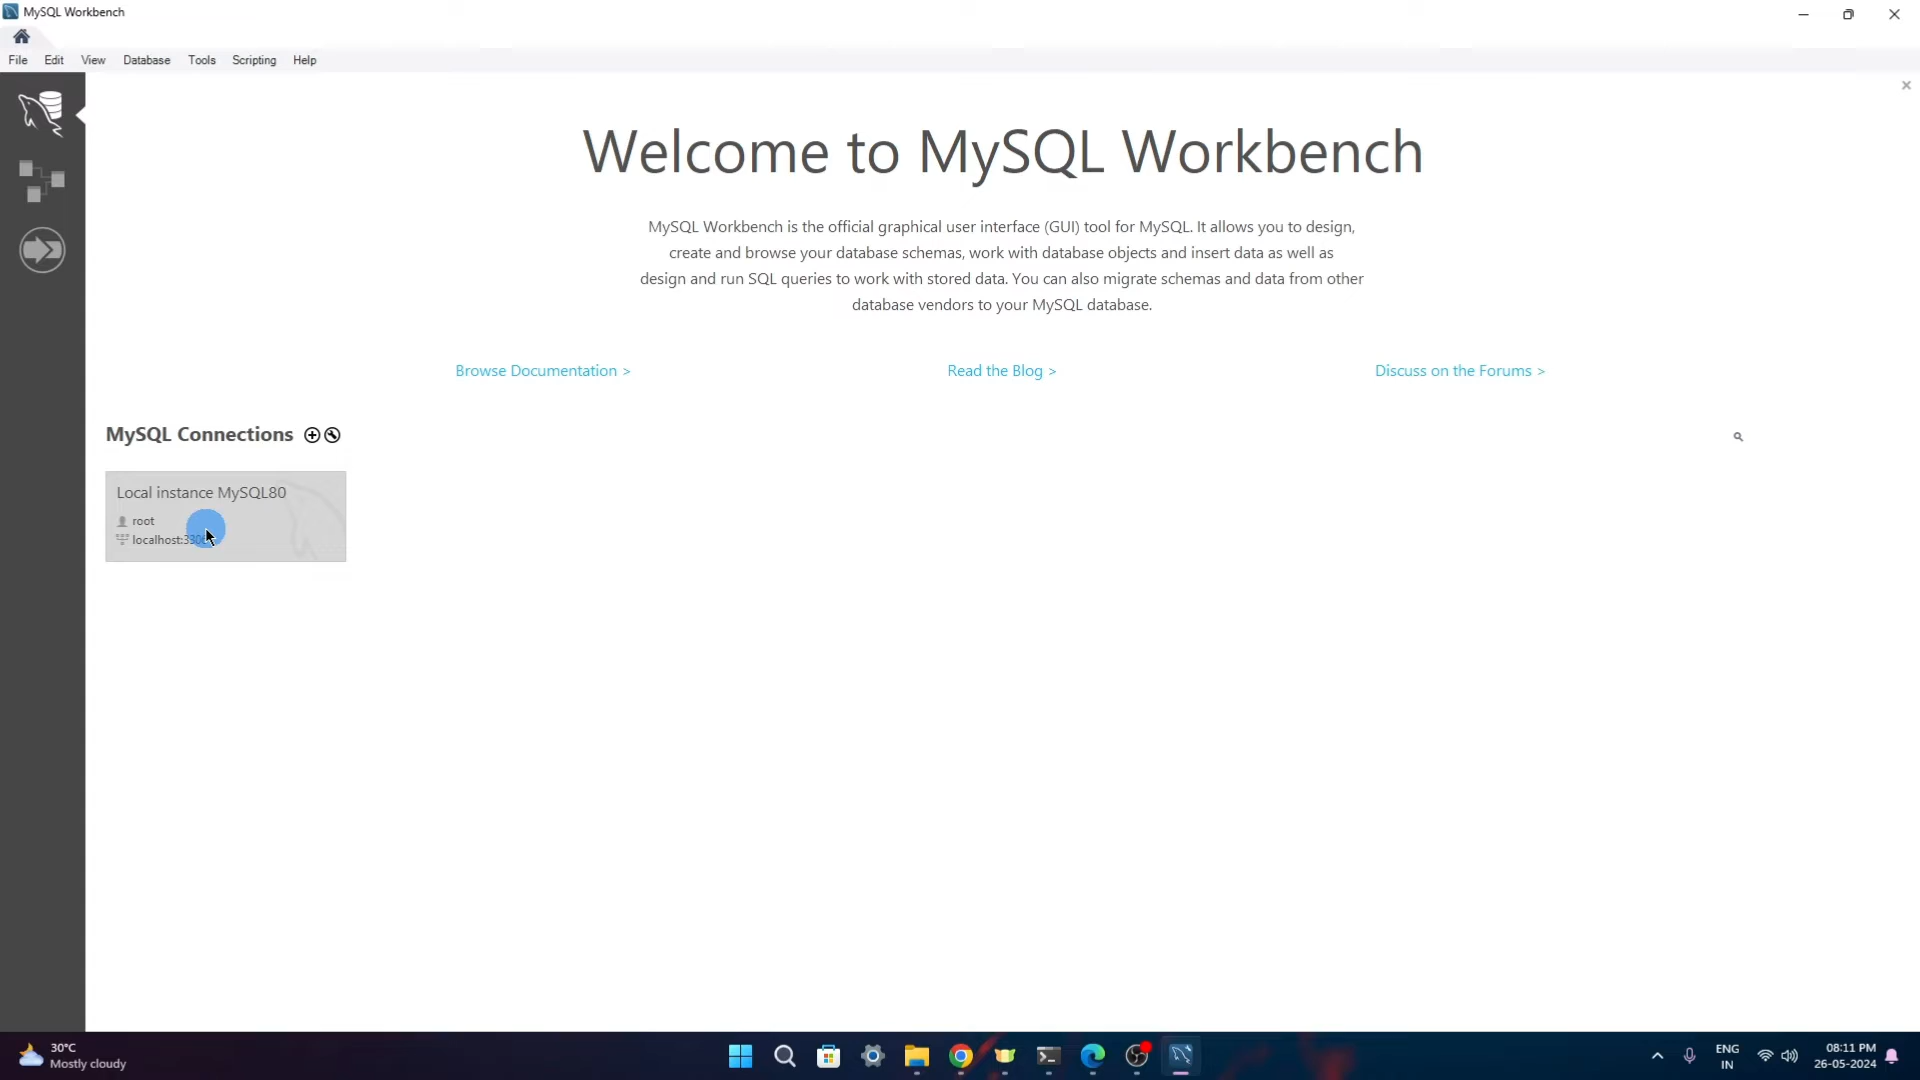 MySQL Workbench
File Edit View Database Tools Scripting Help
Welcome to MySQL Workbench
MySQL Workbench is the official graphical user interface (GUI) tool for MySQL. It allows you to design,
create and browse your database schemas, work with database objects and insert data as well as
design and run SQL queries to work with stored data. You can also migrate schemas and data from other
database vendors to your MySQL database.
Browse Documentation > Read the Blog > Discuss on the Forums >
MySQL Connections
Local instance MySQL80
root
30°C
Mostly cloudy
ENG
IN
08:11 PM
26-05-2024